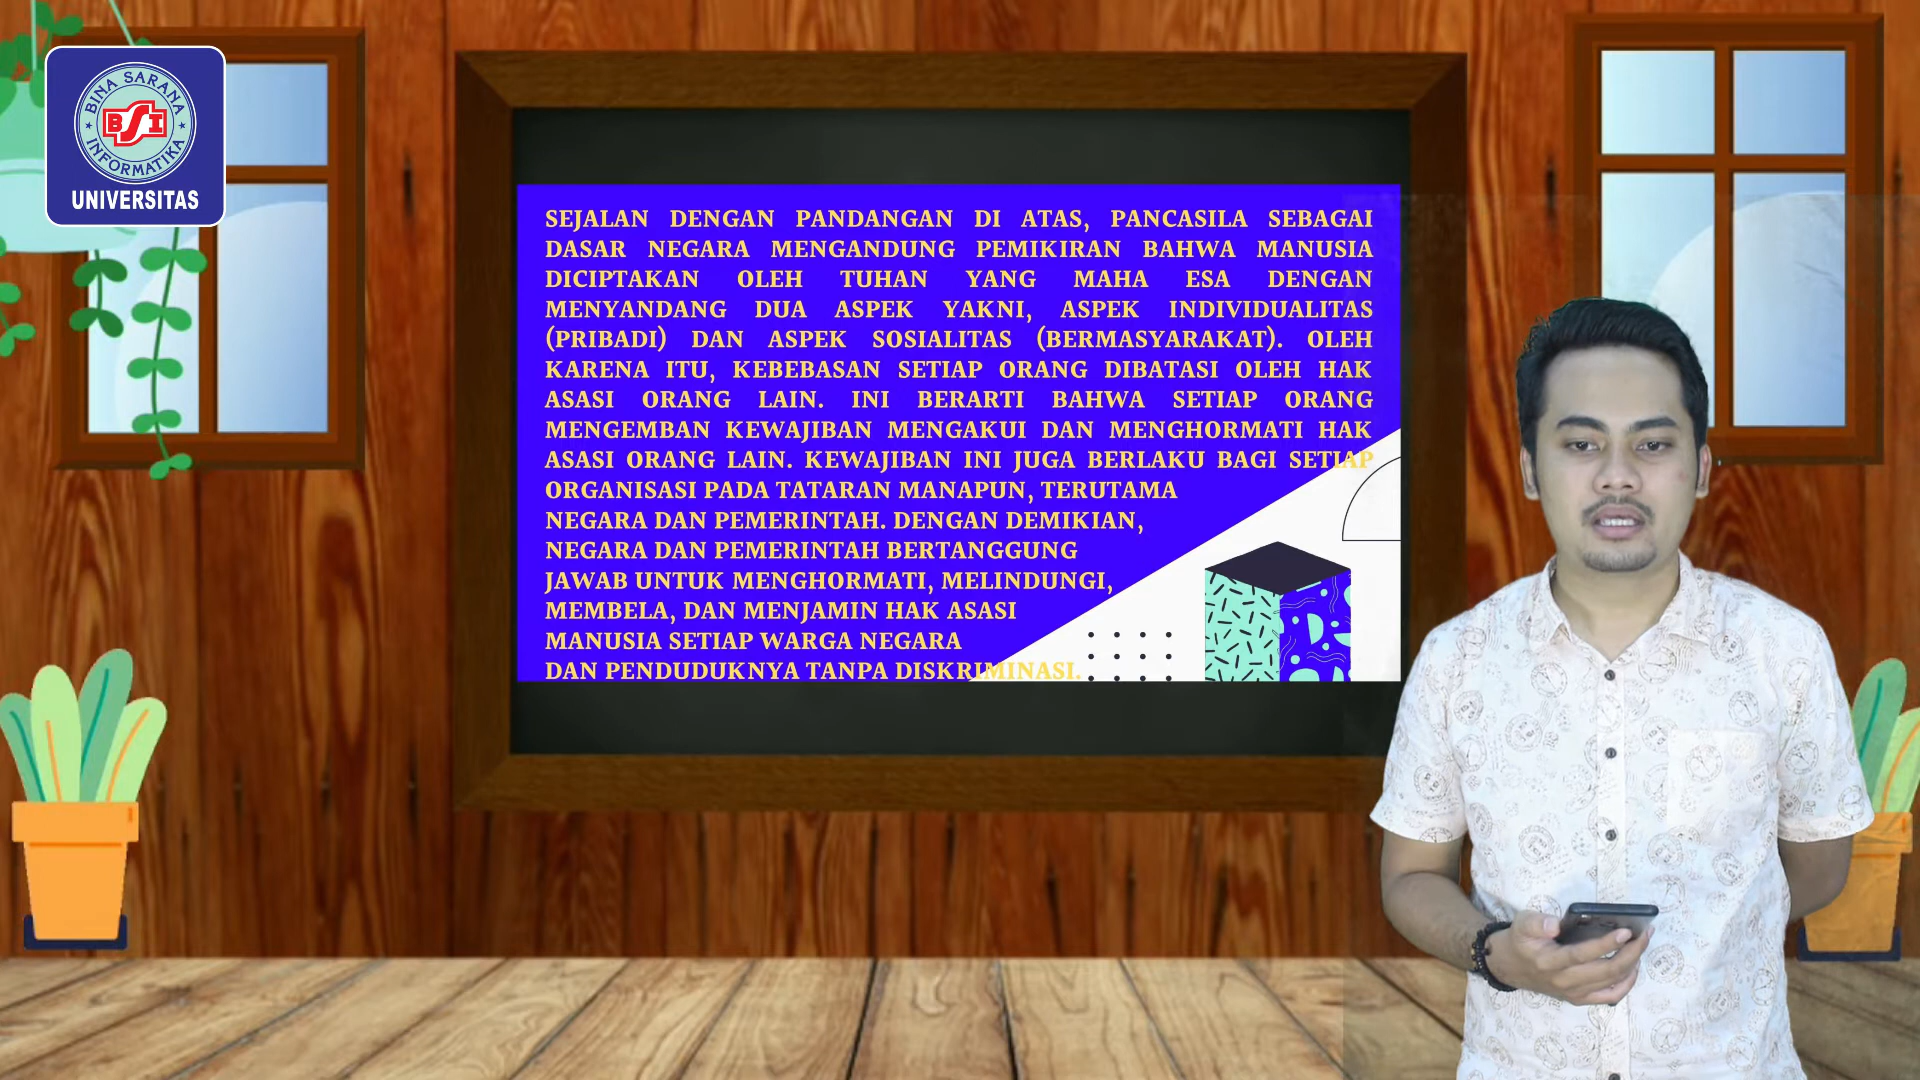 BINA SARANA
BSI
INFORMATIKA
UNIVERSITAS
SEJALAN DENGAN PANDANGAN DI ATAS, PANCASILA SEBAGAI
DASAR NEGARA MENGANDUNG PEMIKIRAN BAHWA MANUSIA
DICIPTAKAN OLEH TUHAN YANG MAHA ESA DENGAN
MENYANDANG DUA ASPEK YAKNI, ASPEK INDIVIDUALITAS
(PRIBADI) DAN ASPEK SOSIALITAS (BERMASYARAKAT). OLEH
KARENA ITU, KEBEBASAN SETIAP ORANG DIBATASI OLEH HAK
ASASI ORANG LAIN. INI BERARTI BAHWA SETIAP ORANG
MENGEMBAN KEWAJIBAN MENGAKUI DAN MENGHORMATI HAK
ASASI ORANG LAIN. KEWAJIBAN INI JUGA BERLAKU BAGI SETIAP
ORGANISASI PADA TATARAN MANAPUN, TERUTAMA
NEGARA DAN PEMERINTAH. DENGAN DEMIKIAN,
NEGARA DAN PEMERINTAH BERTANGGUNG
JAWAB UNTUK MENGHORMATI, MELINDUNGI,
MEMBELA, DAN MENJAMIN HAK ASASI
MANUSIA SETIAP WARGA NEGARA
DAN PENDUDUKNYA TANPA DISKRIMINASI.